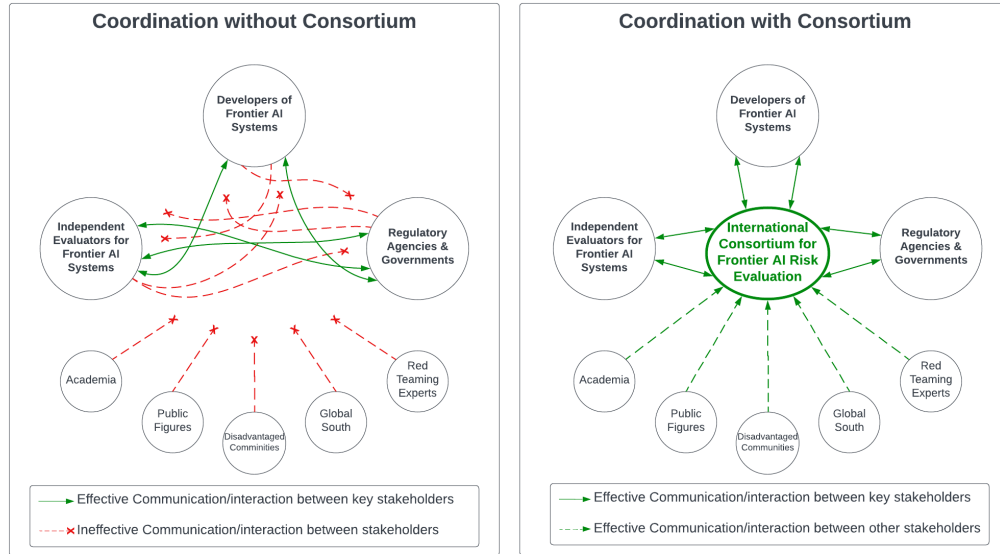 Coordination without Consortium
Developers of
Frontier AI
Systems
Independent
Evaluators for
Frontier AI
Systems
Regulatory
Agencies &
Governments
Academia
Public
Figures
Disadvantaged
Comminities
Global
South
Red
Teaming
Experts
Effective Communication/interaction between key stakeholders
Ineffective Communication/interaction between stakeholders
Coordination with Consortium
Developers of
Frontier AI
Systems
Independent
Evaluators for
Frontier AI
Systems
International
Consortium for
Frontier AI Risk
Evaluation
Regulatory
Agencies &
Governments
Academia
Public
Figures
Disadvantaged
Communities
Global
South
Red
Teaming
Experts
Effective Communication/interaction between key stakeholders
Effective Communication/interaction between other stakeholders